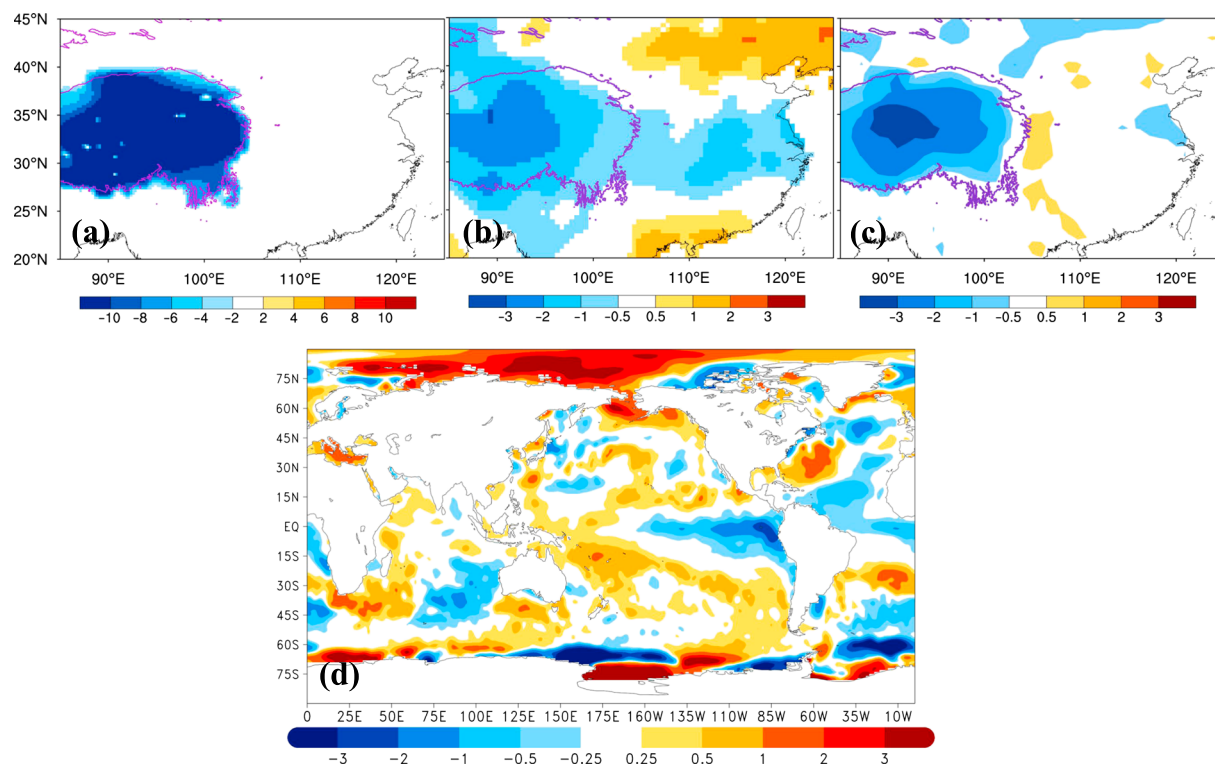 45°N
40°N
35°N
30°N
25°N
20°N
(a) (b) (c)
90°E 100°E 110°E 120°E 90°E 100°E 110°E 120°E 90°E 100°E 110°E 120°E
-10 -8 -6 -4 -2 2 4 6 8 10 -3 -2 -1 -0.5 0.5 1 2 3 -3 -2 -1 -0.5 0.5 1 2 3
75N
60N
45N
30N
15N
EQ
15S
30S
45S
60S
75S
(d)
0 25E 50E 75E 100E 125E 150E 175E 160W 135W 110W 85W 60W 35W 10W
-3 -2 -1 -0.5 -0.25 0.25 0.5 1 2 3